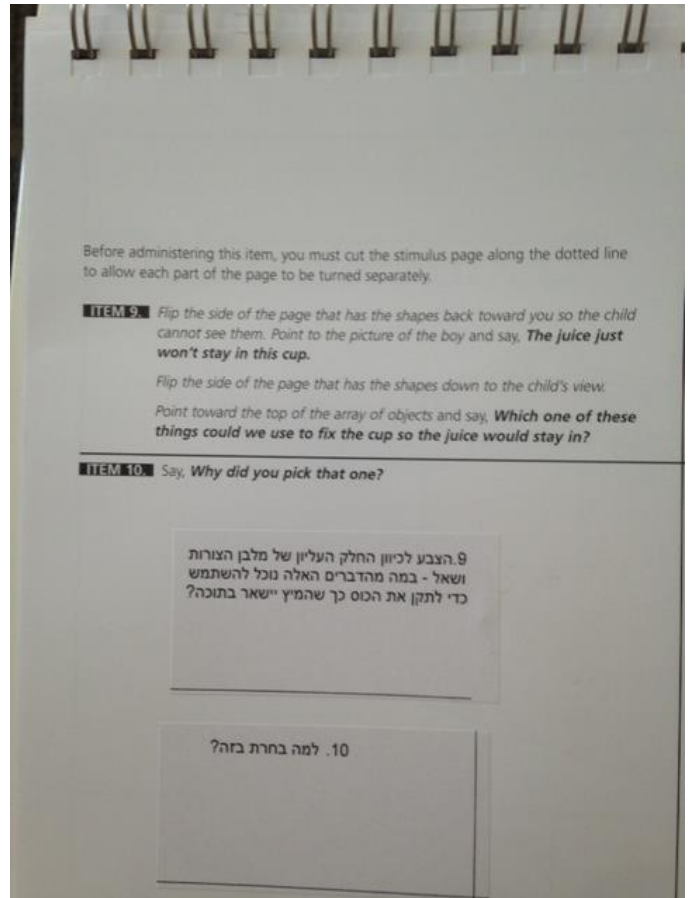 Before administering this item, you must cut the stimulus page along the dotted line
to allow each part of the page to be turned separately.
ITEM 9. Flip the side of the page that has the shapes back toward you so the child
cannot see them. Point to the picture of the boy and say, The juice just
won't stay in this cup.
Flip the side of the page that has the shapes down to the child's view.
Point toward the top of the array of objects and say, Which one of these
things could we use to fix the cup so the juice would stay in?
ITEM 10. Say, Why did you pick that one?
9.הצבע לכיוון החלק העליון של מלבן הצורות
ושאל - במה מהדברים האלה נוכל להשתמש
כדי לתקן את הכוס כך שהמיץ יישאר בתוכה?
10. למה בחרת בזה?